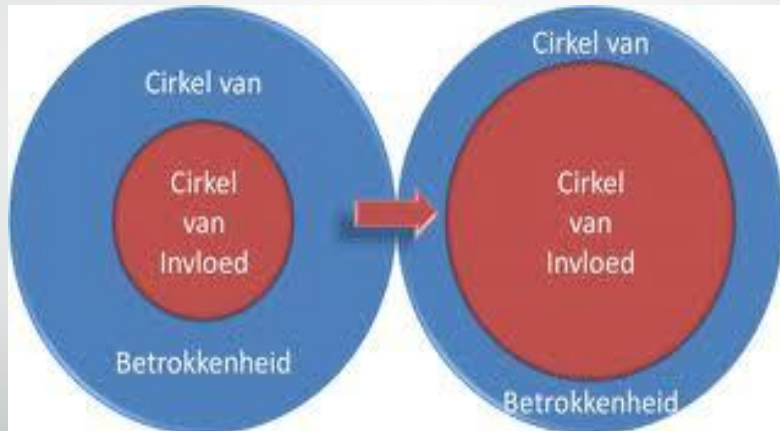 Cirkel van
Cirkel
van
Invloed
Betrokkenheid
Cirkel van
Cirkel
van
Invloed
Betrokkenheid